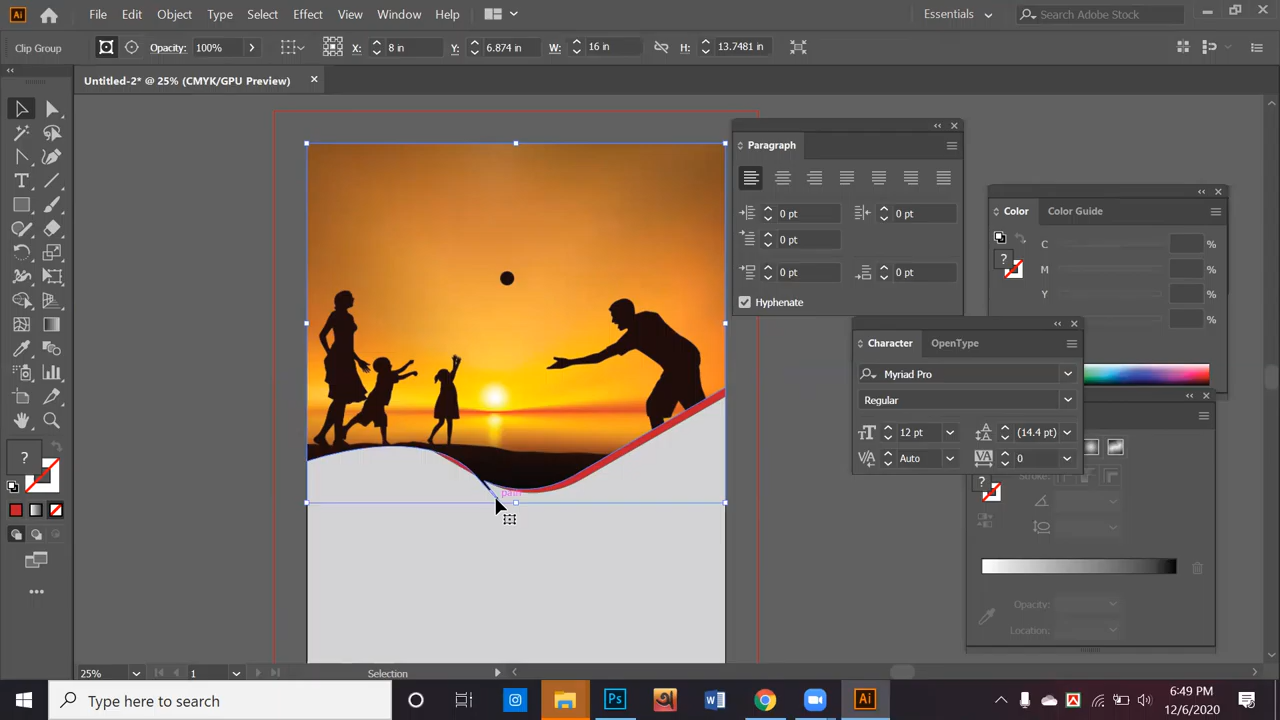 File Edit Object Type Select Effect View Window Help Essentials Search Adobe Stock
Clip Group Opacity: 100% X: 8 in Y: 6.874 in W: 16 in H: 13.7481 in
Untitled-2* @ 25% (CMYK/GPU Preview)
Paragraph
0 pt 0 pt
0 pt
0 pt 0 pt
Hyphenate
Color Color Guide
C %
M %
Y %
%
Character OpenType
Myriad Pro
Regular
12 pt (14.4 pt)
Auto 0
Opacity:
Location:
path
25% 1 Selection
Type here to search
6:49 PM
12/6/2020